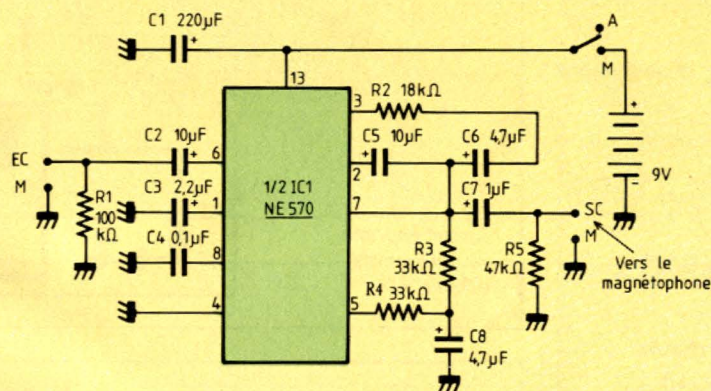 C1 220µF
+
A
13
M
R2 18kΩ
3
C2 10µF
C5 10µF
C6 4,7µF
+
EC
+
6
+
+
2
9V
M
C3 2,2µF
1/2 IC1
C7 1µF
-
R1
100
kΩ
+
1
NE 570
7
+
SC
C4 0,1µF
M
8
R3
33kΩ
R5
47kΩ
Vers le
magnétophone
R4 33kΩ
4
5
+
C8
4,7µF